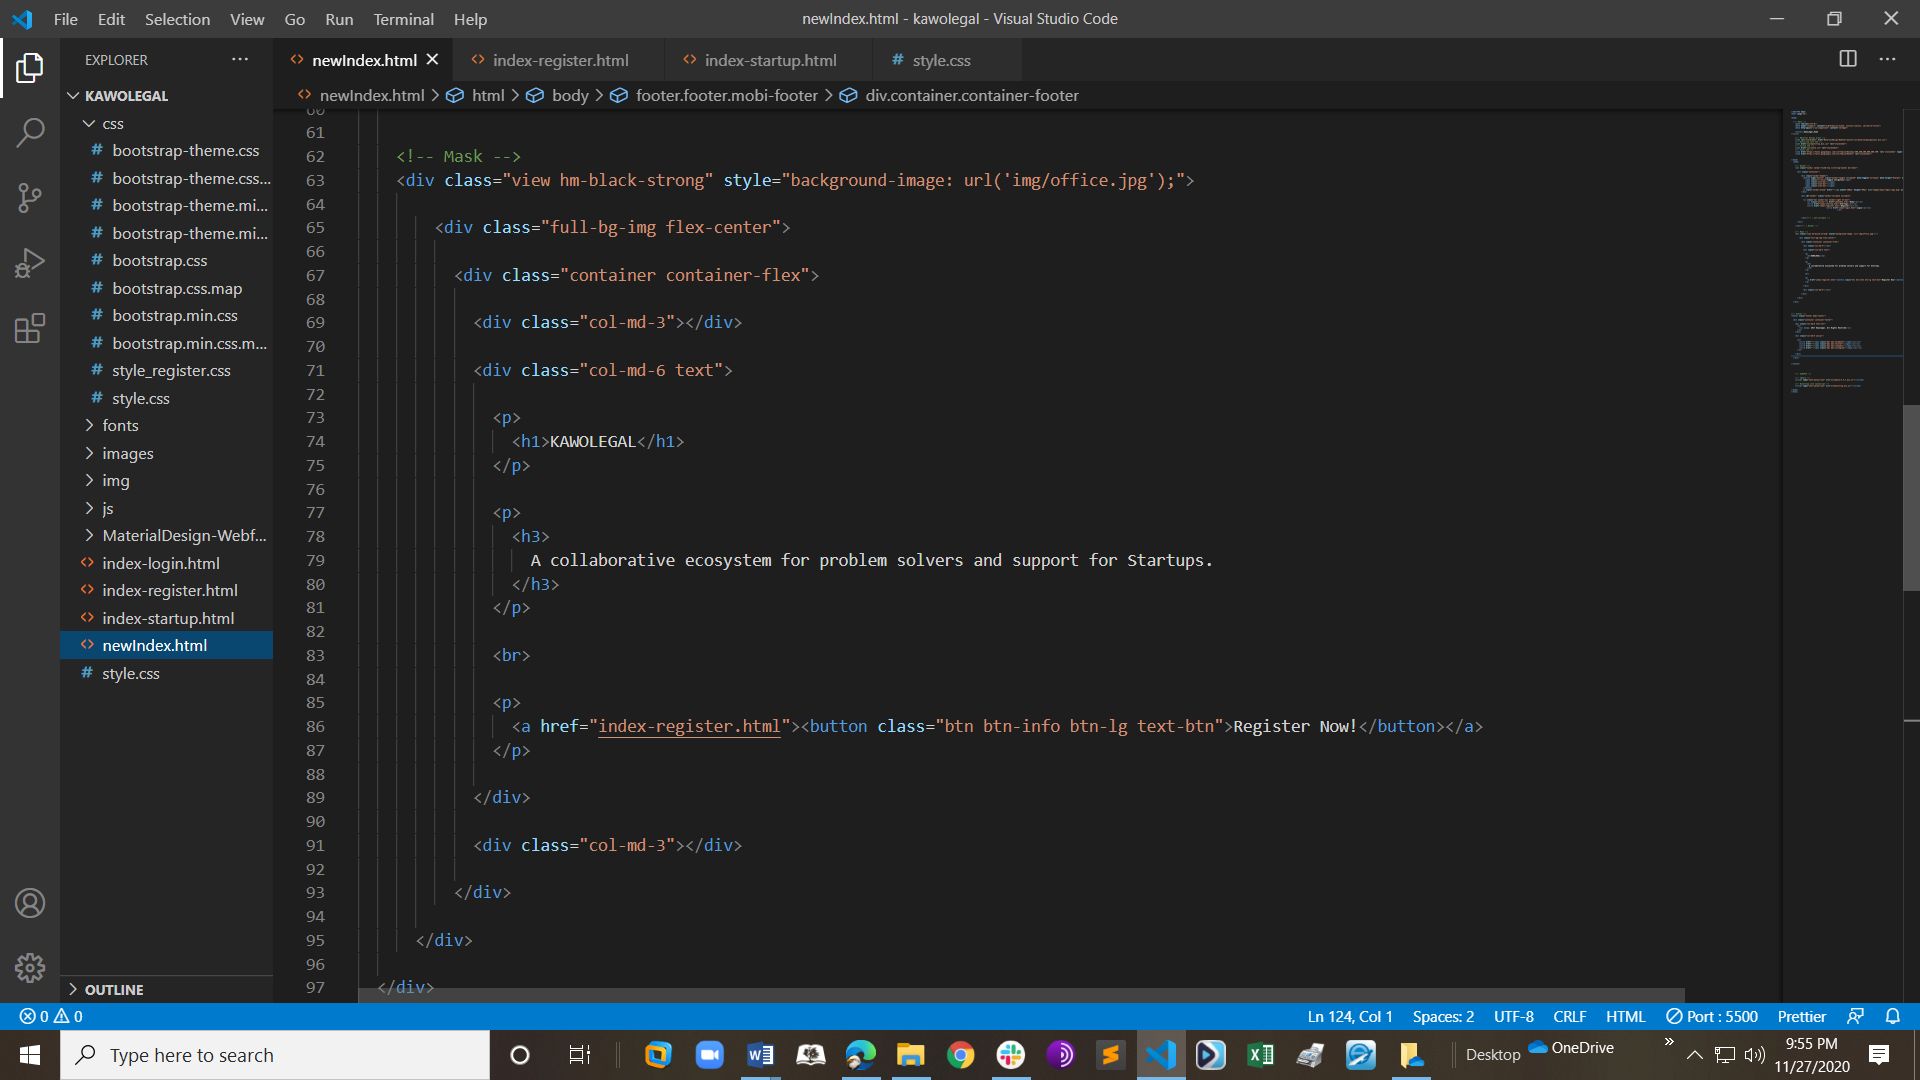 File Edit Selection View Go Run Terminal Help
newIndex.html - kawolegal - Visual Studio Code
EXPLORER
newIndex.html
index-register.html
index-startup.html
# style.css
newIndex.html > html > body > footer.footer.mobi-footer > div.container.container-footer
KAWOLEGAL
css
# bootstrap-theme.css
# bootstrap-theme.css...
# bootstrap-theme.mi...
# bootstrap-theme.mi...
# bootstrap.css
# bootstrap.css.map
# bootstrap.min.css
# bootstrap.min.css.m...
# style_register.css
# style.css
fonts
images
img
js
MaterialDesign-Webf...
index-login.html
index-register.html
index-startup.html
newIndex.html
# style.css
OUTLINE
60
61
62 <!-- Mask -->
63 <div class="view hm-black-strong" style="background-image: url('img/office.jpg');">
64
65 <div class="full-bg-img flex-center">
66
67 <div class="container container-flex">
68
69 <div class="col-md-3"></div>
70
71 <div class="col-md-6 text">
72
73 <p>
74 <h1>KAWOLEGAL</h1>
75 </p>
76
77 <p>
78 <h3>
79 A collaborative ecosystem for problem solvers and support for Startups.
80 </h3>
81 </p>
82
83 <br>
84
85 <p>
86 <a href="index-register.html"><button class="btn btn-info btn-lg text-btn">Register Now!</button></a>
87 </p>
88
89 </div>
90
91 <div class="col-md-3"></div>
92
93 </div>
94
95 </div>
96
97 </div>
0 0
Ln 124, Col 1 Spaces: 2 UTF-8 CRLF HTML Port : 5500 Prettier
Type here to search
Desktop
OneDrive
9:55 PM
11/27/2020